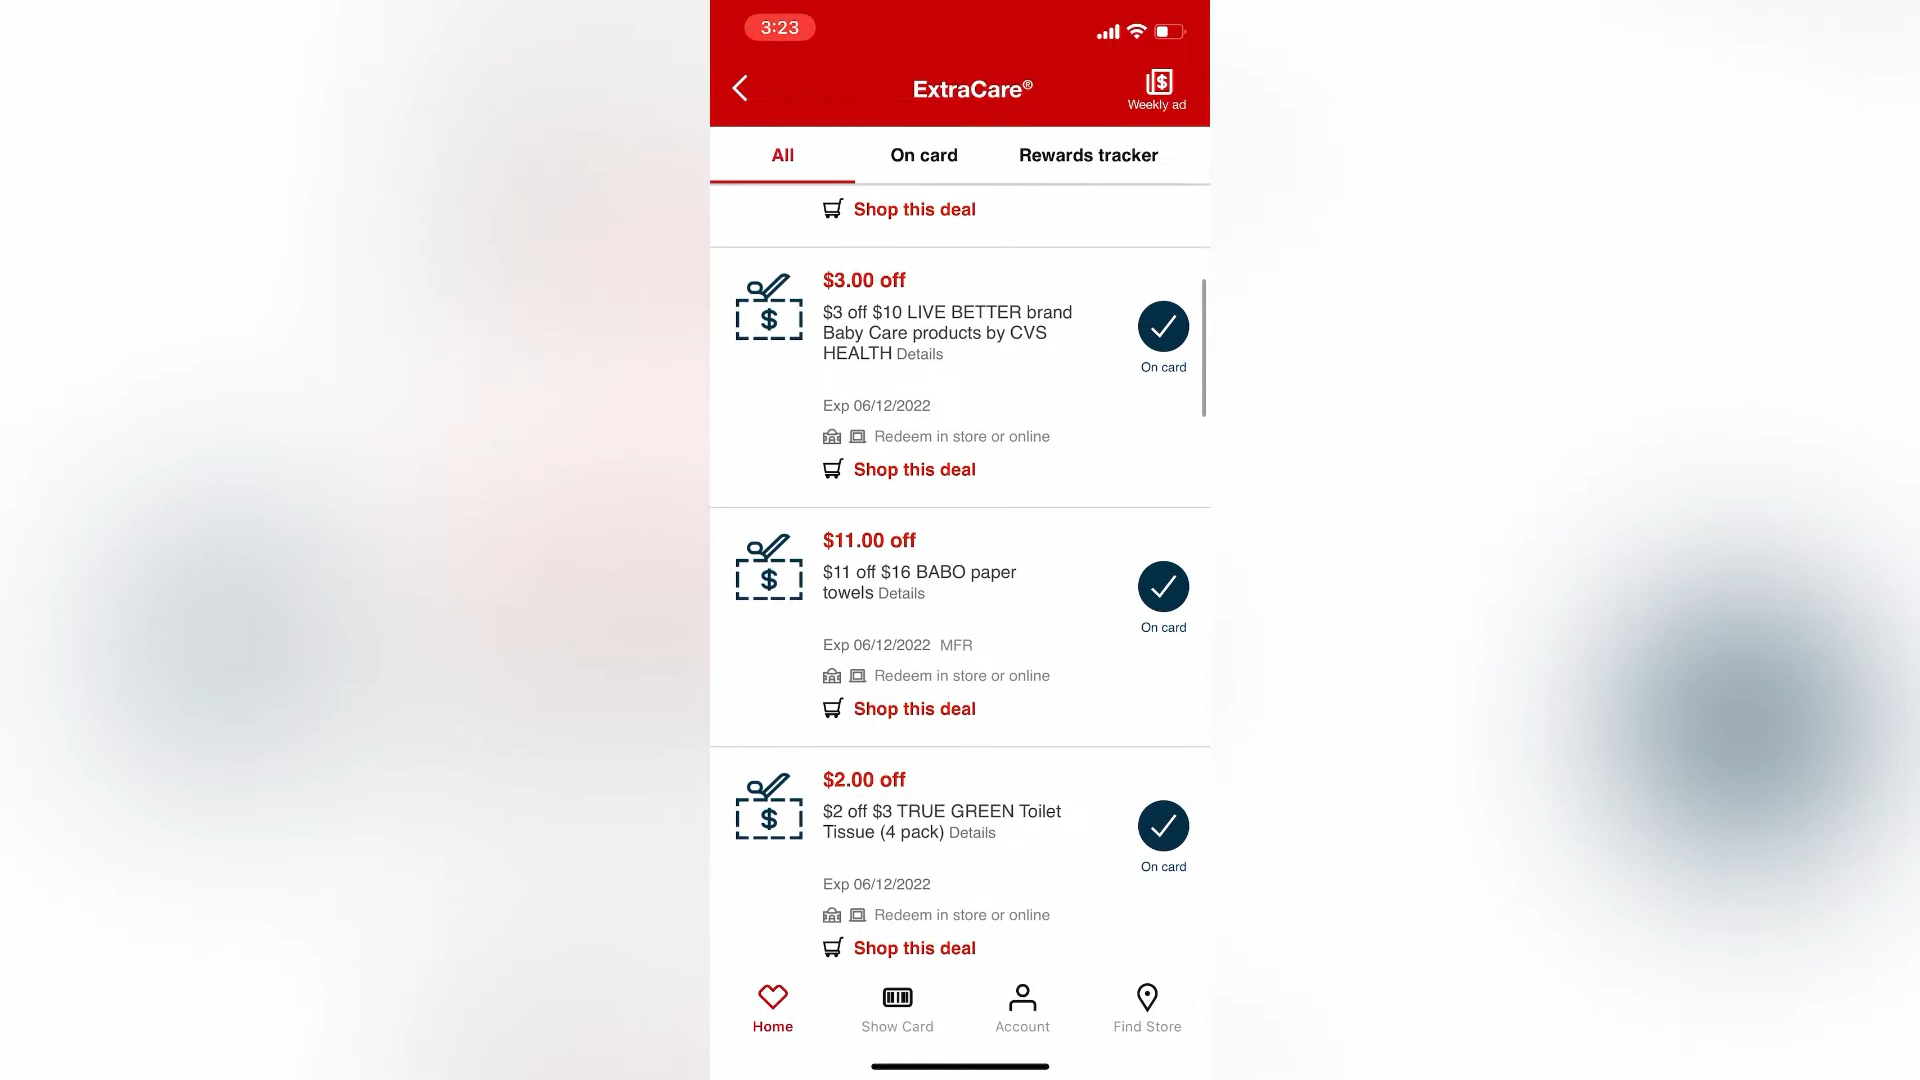 3:23
ExtraCare®
Weekly ad
All
On card
Rewards tracker
Shop this deal
$3.00 off
$3 off $10 LIVE BETTER brand
Baby Care products by CVS
HEALTH Details
On card
Exp 06/12/2022
Redeem in store or online
Shop this deal
$11.00 off
$11 off $16 BABO paper
towels Details
On card
Exp 06/12/2022 MFR
Redeem in store or online
Shop this deal
$2.00 off
$2 off $3 TRUE GREEN Toilet
Tissue (4 pack) Details
On card
Exp 06/12/2022
Redeem in store or online
Shop this deal
Home
Show Card
Account
Find Store